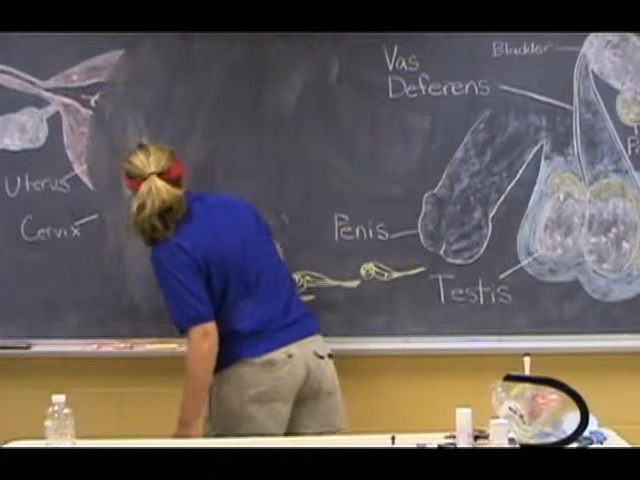 Uterus
Cervix
Vas
Deferens
Bladder
Penis
Testis